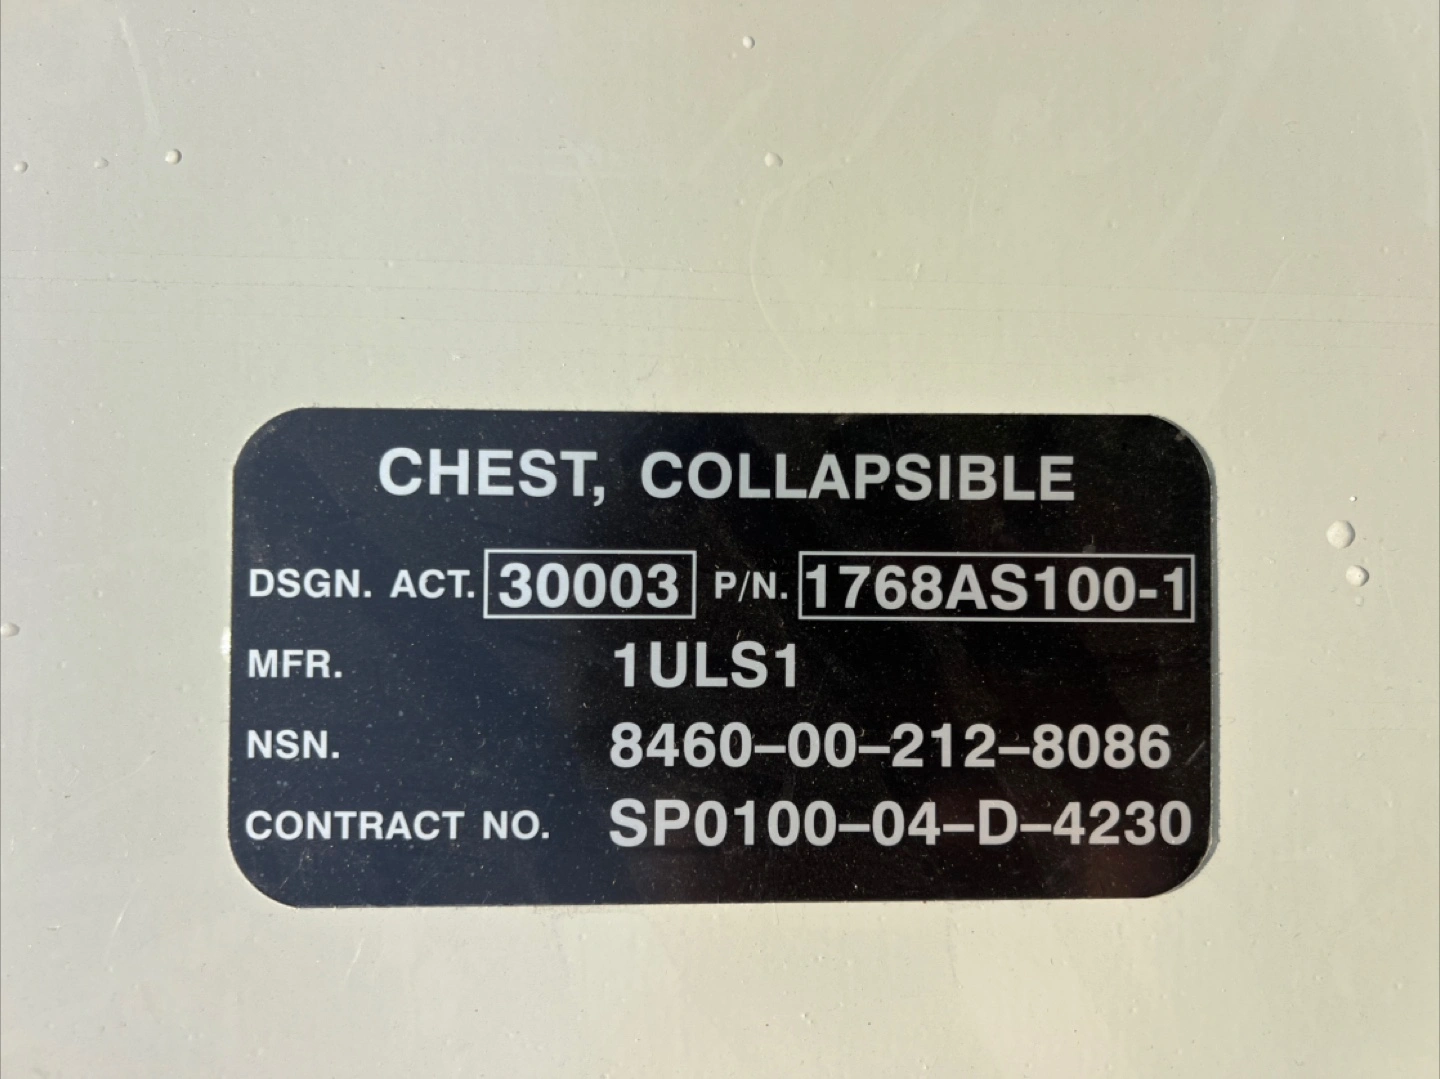 CHEST, COLLAPSIBLE
DSGN. ACT. 30003 P/N. 1768AS100-1
MFR. 1ULS1
NSN. 8460-00-212-8086
CONTRACT NO. SP0100-04-D-4230